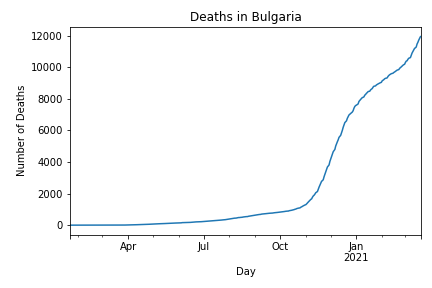 Deaths in Bulgaria
Number of Deaths
12000
10000
8000
6000
4000
2000
0
Apr
Jul
Oct
Jan
2021
Day